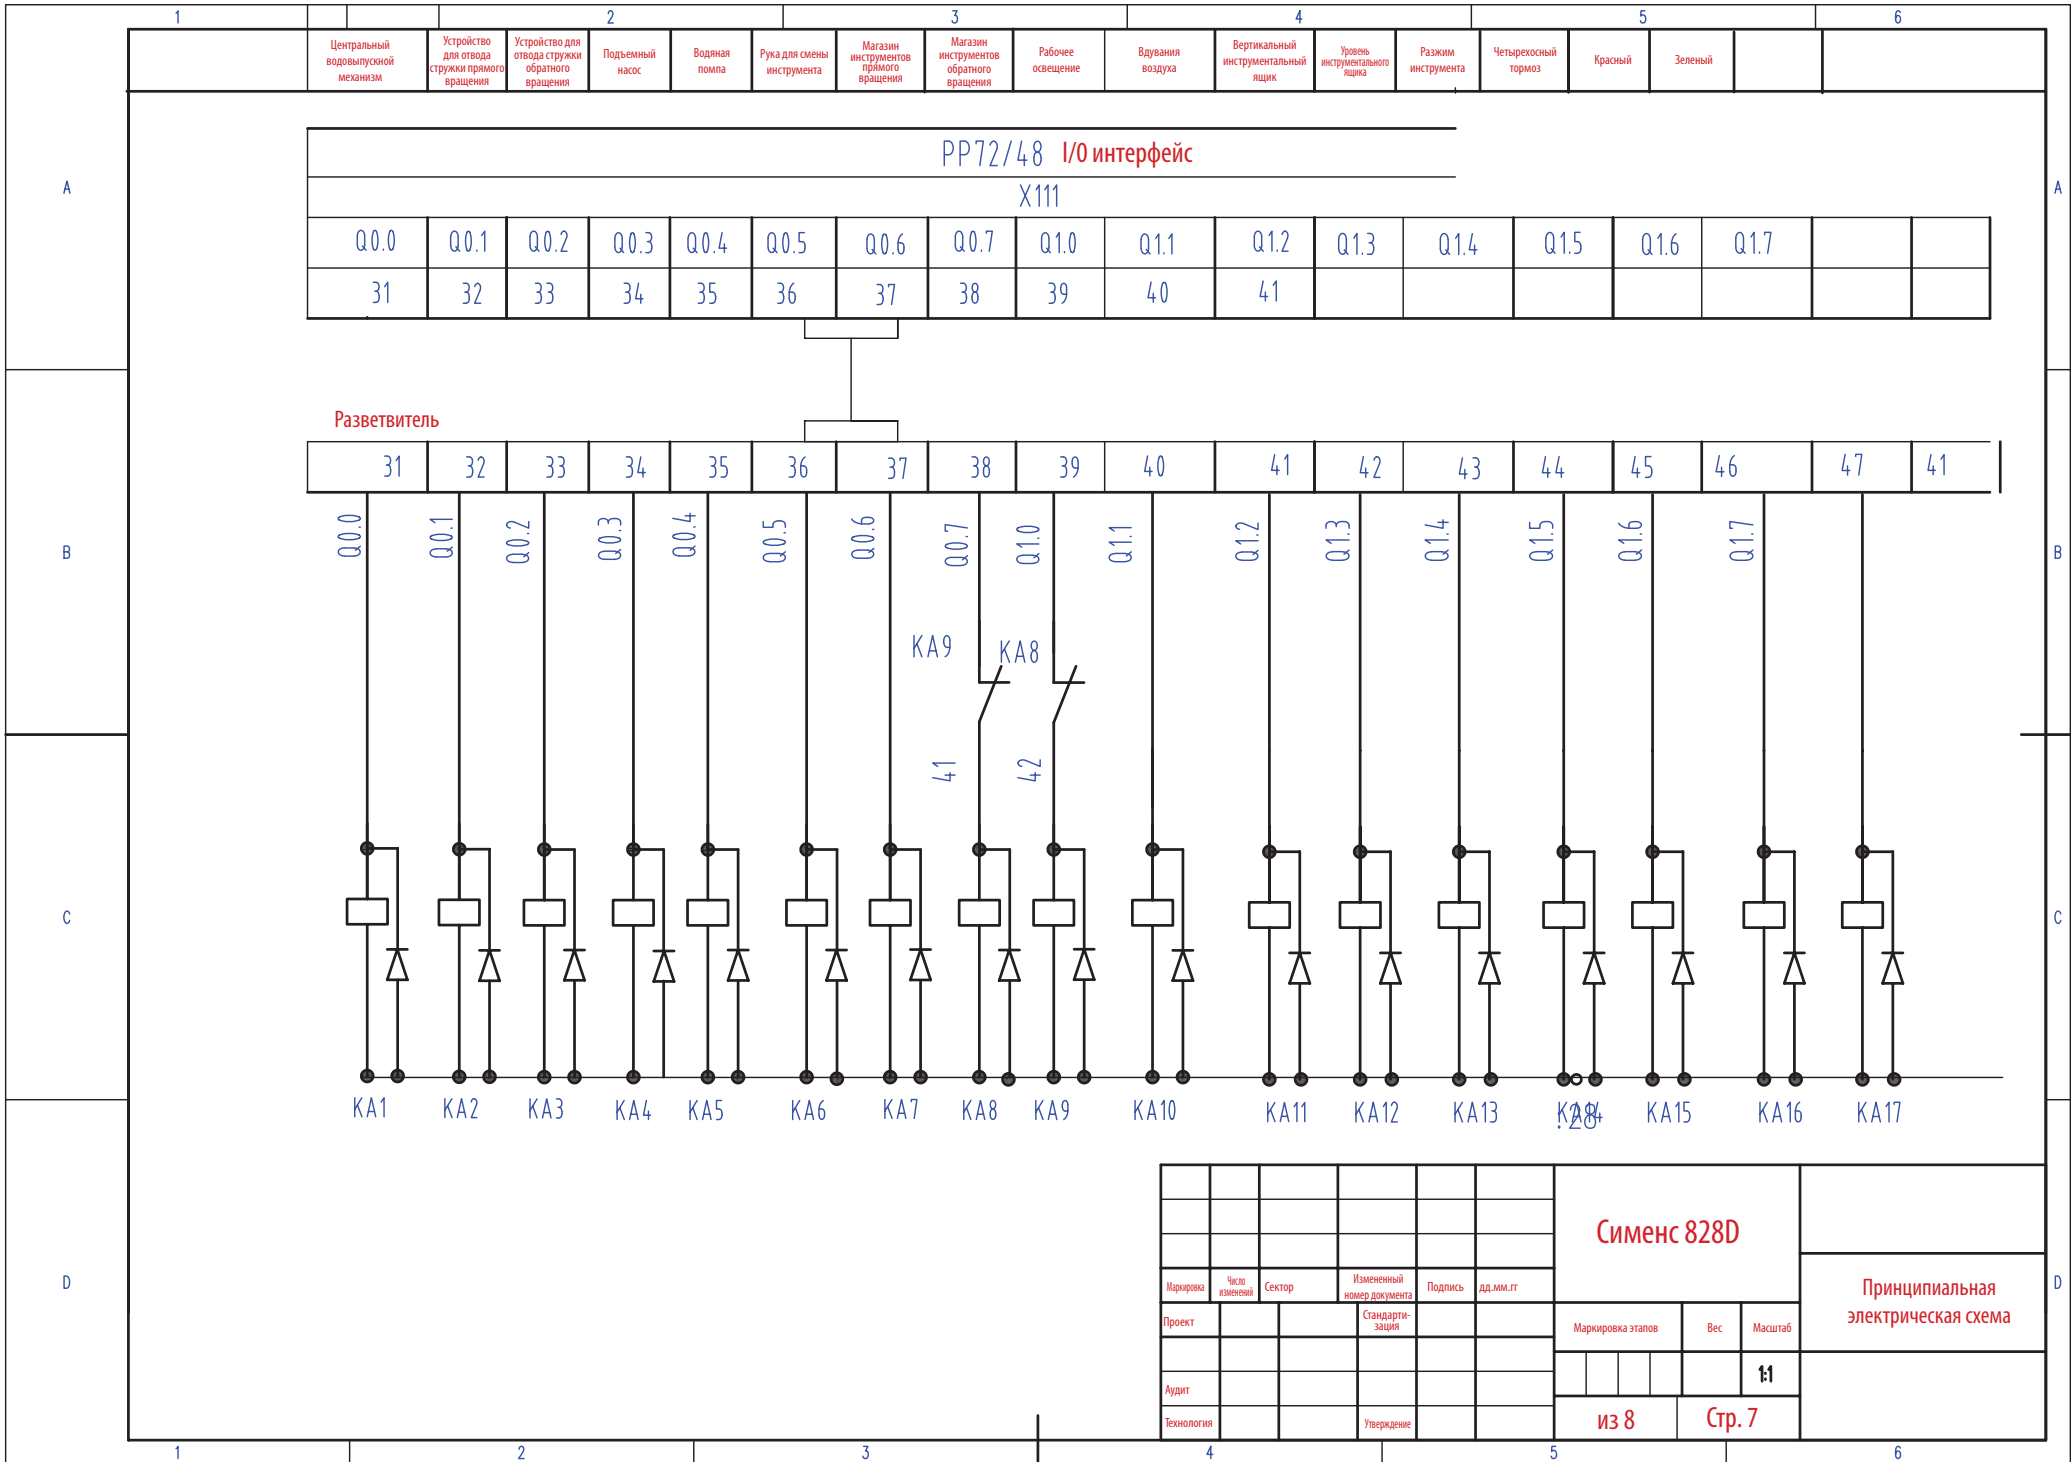 1 2 3 4 5 6
Центральный
водовыпускной
механизм
Устройство
для отвода
стружки прямого
вращения
Устройство для
отвода стружки
обратного
вращения
Подъемный
насос
Водяная
помпа
Рука для смены
инструмента
Магазин
инструментов
прямого
вращения
Магазин
инструментов
обратного
вращения
Рабочее
освещение
Вдувания
воздуха
Вертикальный
инструментальный
ящик
Уровень
инструментального
ящика
Разжим
инструмента
Четырехосный
тормоз
Красный
Зеленый
PP72/48 I/0 интерфейс
A A
X111
Q0.0 Q0.1 Q0.2 Q0.3 Q0.4 Q0.5 Q0.6 Q0.7 Q1.0 Q1.1 Q1.2 Q1.3 Q1.4 Q1.5 Q1.6 Q1.7
31 32 33 34 35 36 37 38 39 40 41
Разветвитель
31 32 33 34 35 36 37 38 39 40 41 42 43 44 45 46 47 41
Q0.0 Q0.1 Q0.2 Q0.3 Q0.4 Q0.5 Q0.6 Q0.7 Q1.0 Q1.1 Q1.2 Q1.3 Q1.4 Q1.5 Q1.6 Q1.7
B B
KA9 KA8
41 42
C C
KA1 KA2 KA3 KA4 KA5 KA6 KA7 KA8 KA9 KA10 KA11 KA12 KA13 KA14 KA15 KA16 KA17
:28
Сименс 828D
D D
Маркировка
Число
изменений
Сектор
Измененный
номер документа
Подпись
дд.мм.гг
Принципиальная
электрическая схема
Проект
Стандарти-
зация
Маркировка этапов
Вес
Масштаб
1:1
Аудит
Технология
Утверждение
из 8
Стр. 7
1 2 3 4 5 6